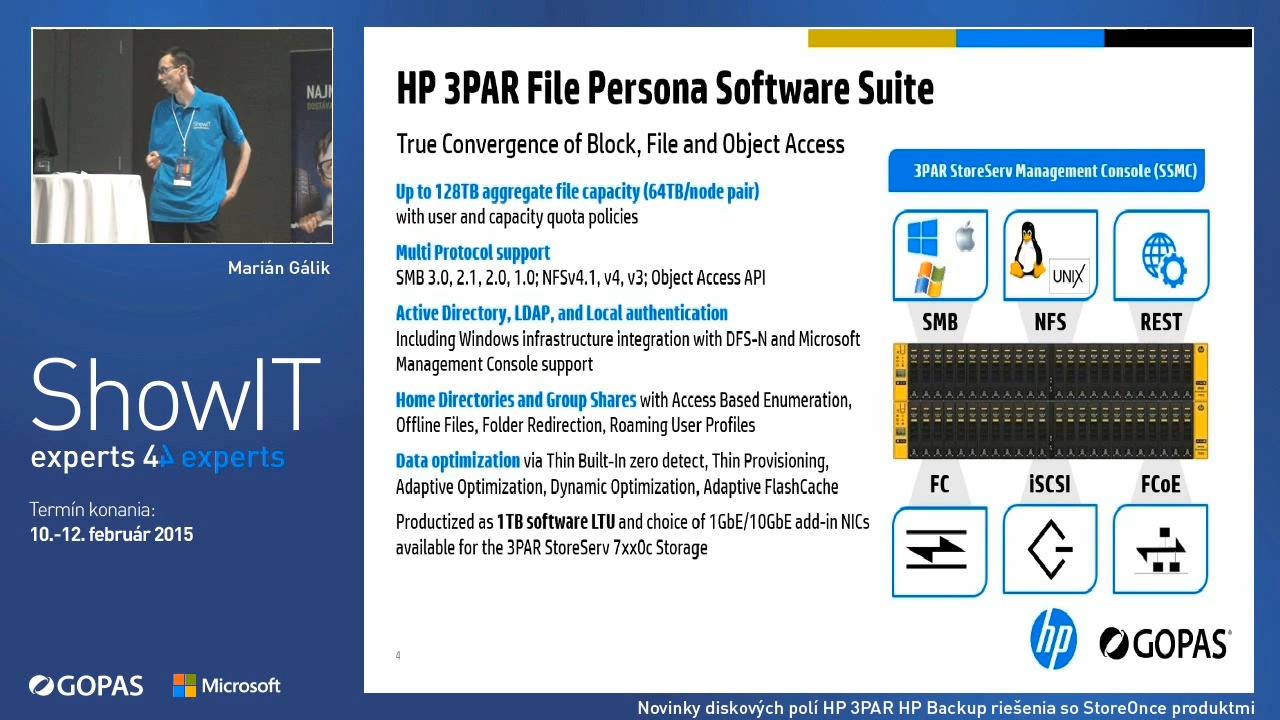 NAJN
DOSTÁV
ShowIT
Marián Gálik
ShowIT
experts 4 experts
Termín konania:
10.-12. február 2015
GOPAS
Microsoft
HP 3PAR File Persona Software Suite
True Convergence of Block, File and Object Access
Up to 128TB aggregate file capacity (64TB/node pair)
with user and capacity quota policies
Multi Protocol support
SMB 3.0, 2.1, 2.0, 1.0; NFSv4.1, v4, v3; Object Access API
Active Directory, LDAP, and Local authentication
Including Windows infrastructure integration with DFS-N and Microsoft
Management Console support
Home Directories and Group Shares with Access Based Enumeration,
Offline Files, Folder Redirection, Roaming User Profiles
Data optimization via Thin Built-In zero detect, Thin Provisioning,
Adaptive Optimization, Dynamic Optimization, Adaptive FlashCache
Productized as 1TB software LTU and choice of 1GbE/10GbE add-in NICs
available for the 3PAR StoreServ 7xx0c Storage
4
3PAR StoreServ Management Console (SSMC)
UNIX
SMB NFS REST
FC iSCSI FCoE
hp
GOPAS
Novinky diskových polí HP 3PAR HP Backup riešenia so StoreOnce produktmi